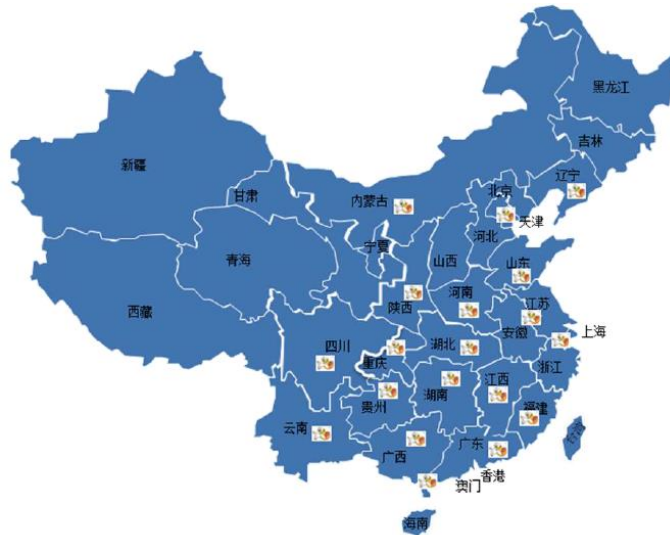 黑龙江
吉林
新疆
辽宁
北京
甘肃
内蒙古
天津
河北
宁夏
青海
山西
山东
河南
西藏
陕西
江苏
安徽
上海
四川
湖北
重庆
浙江
江西
湖南
贵州
福建
云南
台湾
广东
广西
香港
澳门
海南